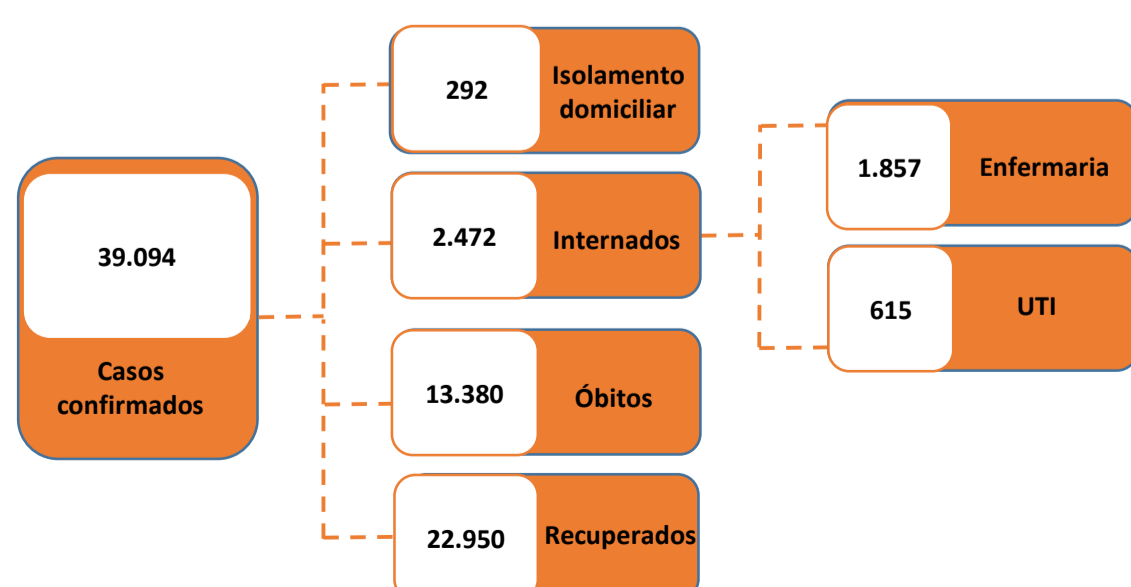 39.094
Casos
confirmados
292
Isolamento
domiciliar
2.472
Internados
13.380
Óbitos
22.950
Recuperados
1.857
Enfermaria
615
UTI